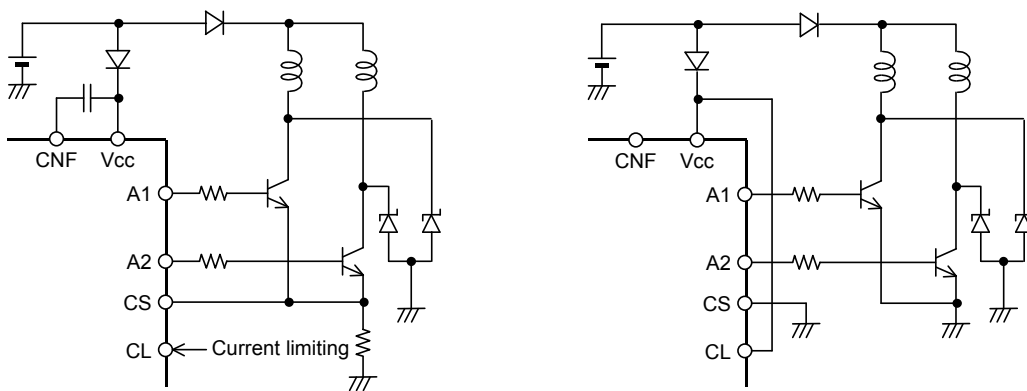 CNF
Vcc
A1
A2
CS
CL
Current limiting
CNF
Vcc
A1
A2
CS
CL